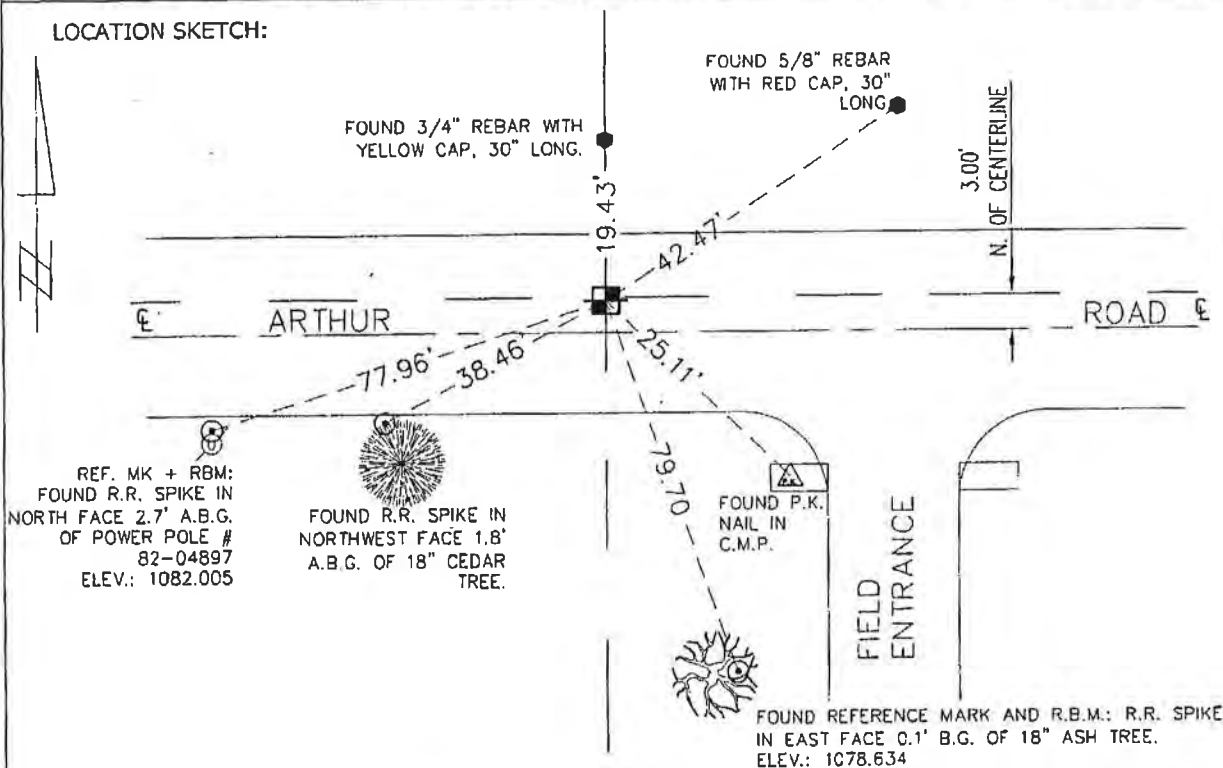 LOCATION SKETCH:
FOUND 5/8" REBAR
WITH RED CAP, 30"
LONG
FOUND 3/4" REBAR WITH
YELLOW CAP, 30" LONG.
3.00'
N. OF CENTERLINE
19.43'
42.47'
N
℄
ARTHUR
ROAD
℄
77.96'
38.46'
25.11'
79.70
REF. MK + RBM:
FOUND R.R. SPIKE IN
NORTH FACE 2.7' A.B.G.
OF POWER POLE #
82-04897
ELEV.: 1082.005
FOUND R.R. SPIKE IN
NORTHWEST FACE 1.8'
A.B.G. OF 18" CEDAR
TREE.
P.K.
FOUND P.K.
NAIL IN
C.M.P.
FIELD
ENTRANCE
FOUND REFERENCE MARK AND R.B.M.: R.R. SPIKE
IN EAST FACE 0.1' B.G. OF 18" ASH TREE.
ELEV.: 1078.634